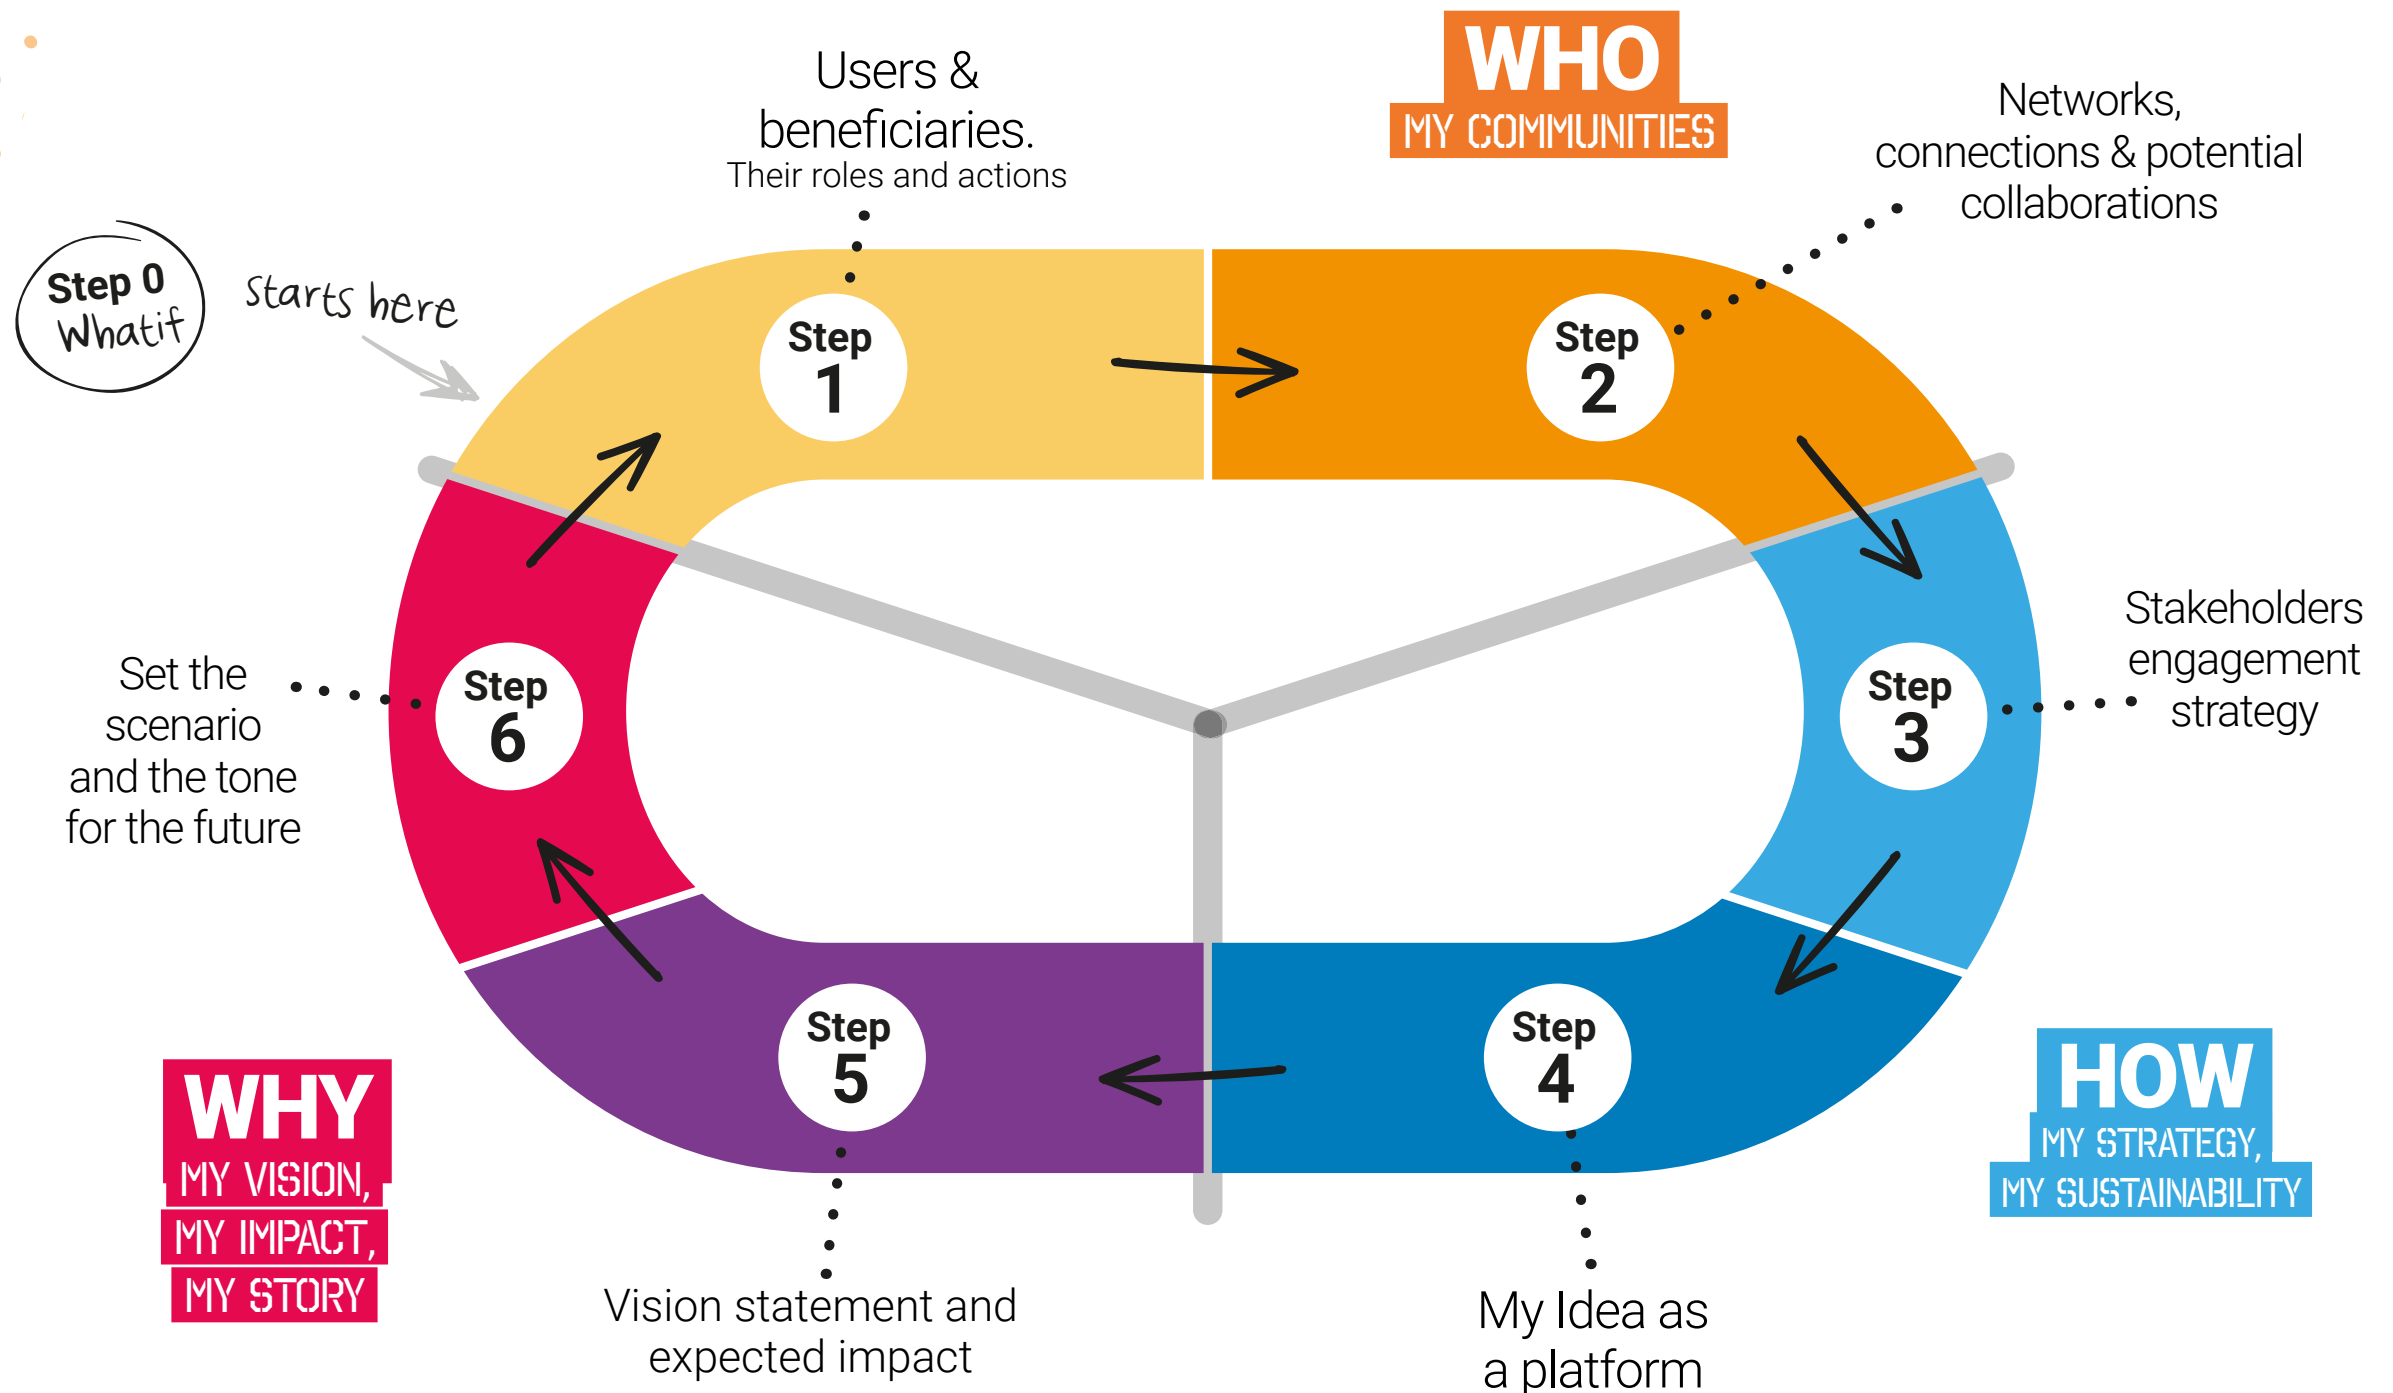 WHO
MY COMMUNITIES
Users &
beneficiaries.
Their roles and actions
Networks,
connections & potential
collaborations
Step 0
Whatif
starts here
Step
1
Step
2
Stakeholders
engagement
strategy
Step
3
Set the
scenario
and the tone
for the future
Step
6
Step
5
Step
4
HOW
MY STRATEGY,
MY SUSTAINABILITY
WHY
MY VISION,
MY IMPACT,
MY STORY
Vision statement and
expected impact
My Idea as
a platform